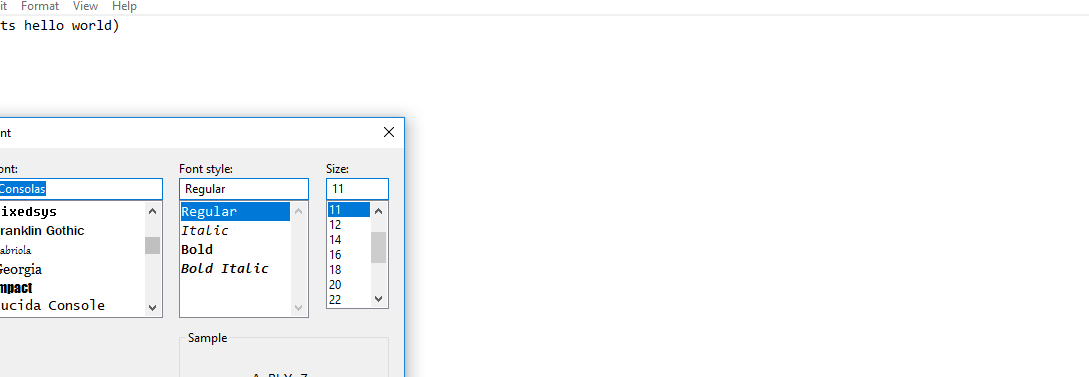 it Format View Help
ts hello world)
nt
ont: Font style: Size:
Consolas Regular 11
ixedsys Regular 11
ranklin Gothic Italic 12
abriola Bold 14
Georgia Bold Italic 16
mpact 18
ucida Console 20
22
Sample